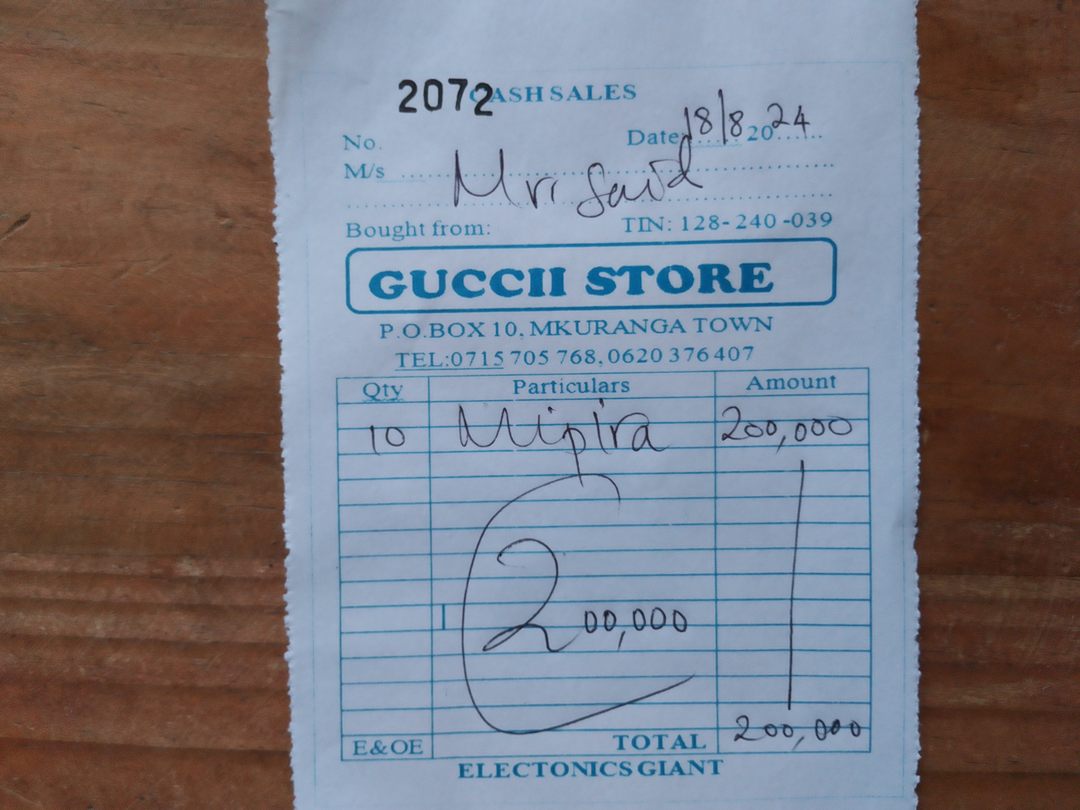 2072 CASH SALES
No. Date 18/8 2024
M/s Mr. Said
Bought from: TIN: 128-240-039
GUCCII STORE
P.O.BOX 10, MKURANGA TOWN
TEL:0715 705 768, 0620 376407
Qty Particulars Amount
10 Mipira 200,000
200,000
E&OE TOTAL 200,000
ELECTONICS GIANT